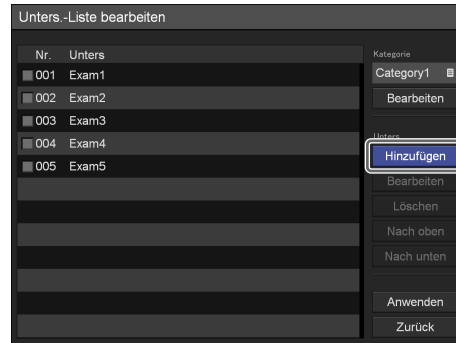 Unters.-Liste bearbeiten
Nr. Unters
001 Exam1
002 Exam2
003 Exam3
004 Exam4
005 Exam5
Kategorie
Category1
Bearbeiten
Unters.
Hinzufügen
Bearbeiten
Löschen
Nach oben
Nach unten
Anwenden
Zurück